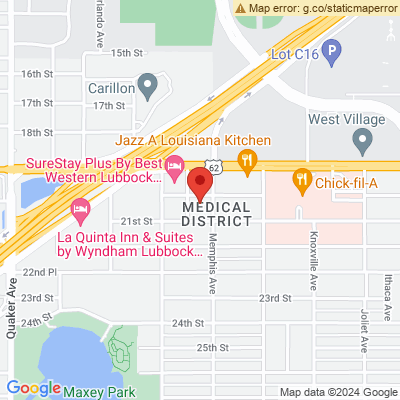 Map error: g.co/staticmaperror
Orlando Ave
15th St
Lot C16
P
16th St
Carillon
17th St
West Village
18th St
Jazz A Louisiana Kitchen
62
SureStay Plus By Best
Western Lubbock...
Chick-fil-A
MEDICAL
DISTRICT
21st St
La Quinta Inn & Suites
by Wyndham Lubbock...
Memphis Ave
Knoxville Ave
22nd Pl
Ithaca Ave
Quaker Ave
23rd St
23rd St
24th St
24th St
Joliet Ave
25th St
Maxey Park
Google
Map data ©2024 Google